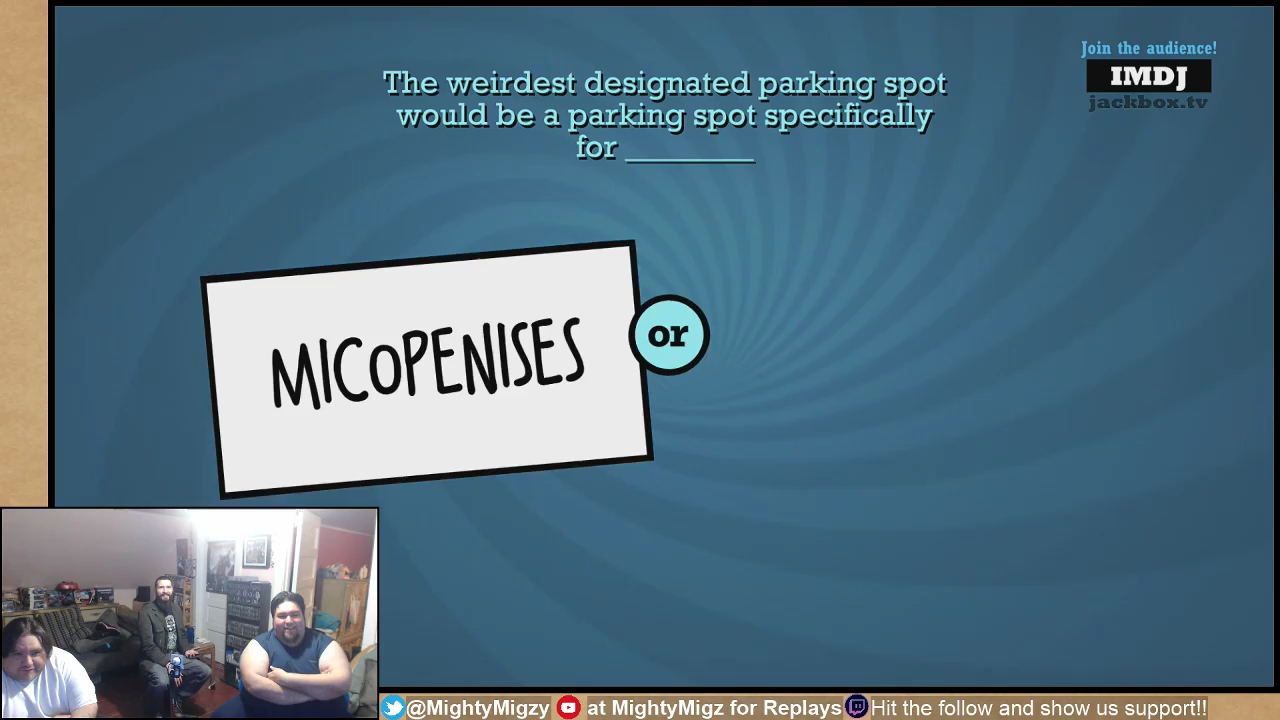 Join the audience!
IMDJ
jackbox.tv
The weirdest designated parking spot
would be a parking spot specifically
for ________
MICOPENISES
or
@MightyMigzy at MightyMigz for Replays Hit the follow and show us support!!